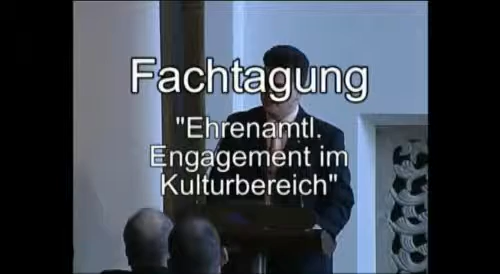 Fachtagung
"Ehrenamtl.
Engagement im
Kulturbereich"